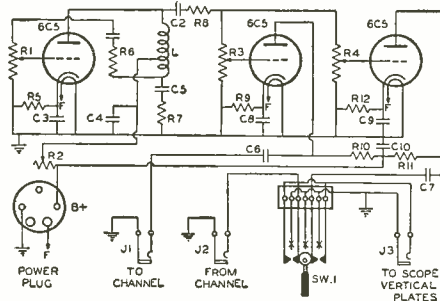 6C5 C2 R8 6C5 6C5
R1 R6 L R3 R4
C5
R5 F R9 F R12 F
C3 C4 R7 C8 C9
R2 C6 R10 C10
R11
B+ C7
J1 J2 J3
F SW.1
POWER PLUG
TO CHANNEL
FROM CHANNEL
TO SCOPE VERTICAL PLATES